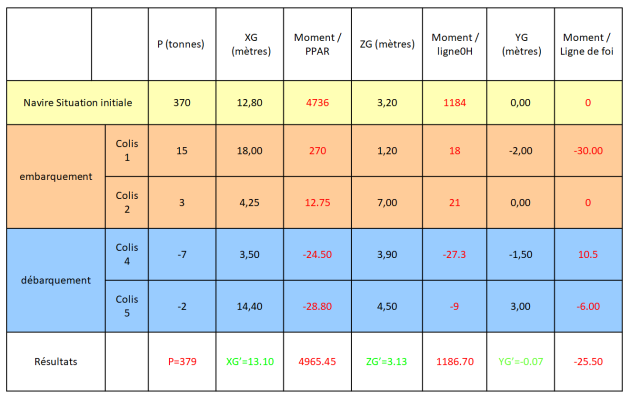 P (tonnes) XG (mètres) Moment / PPAR ZG (mètres) Moment / ligne0H YG (mètres) Moment / Ligne de foi
Navire Situation initiale 370 12,80 4736 3,20 1184 0,00 0
embarquement Colis 1 15 18,00 270 1,20 18 -2,00 -30.00
Colis 2 3 4,25 12.75 7,00 21 0,00 0
débarquement Colis 4 -7 3,50 -24.50 3,90 -27.3 -1,50 10.5
Colis 5 -2 14,40 -28.80 4,50 -9 3,00 -6.00
Résultats P=379 XG'=13.10 4965.45 ZG'=3.13 1186.70 YG'=-0.07 -25.50